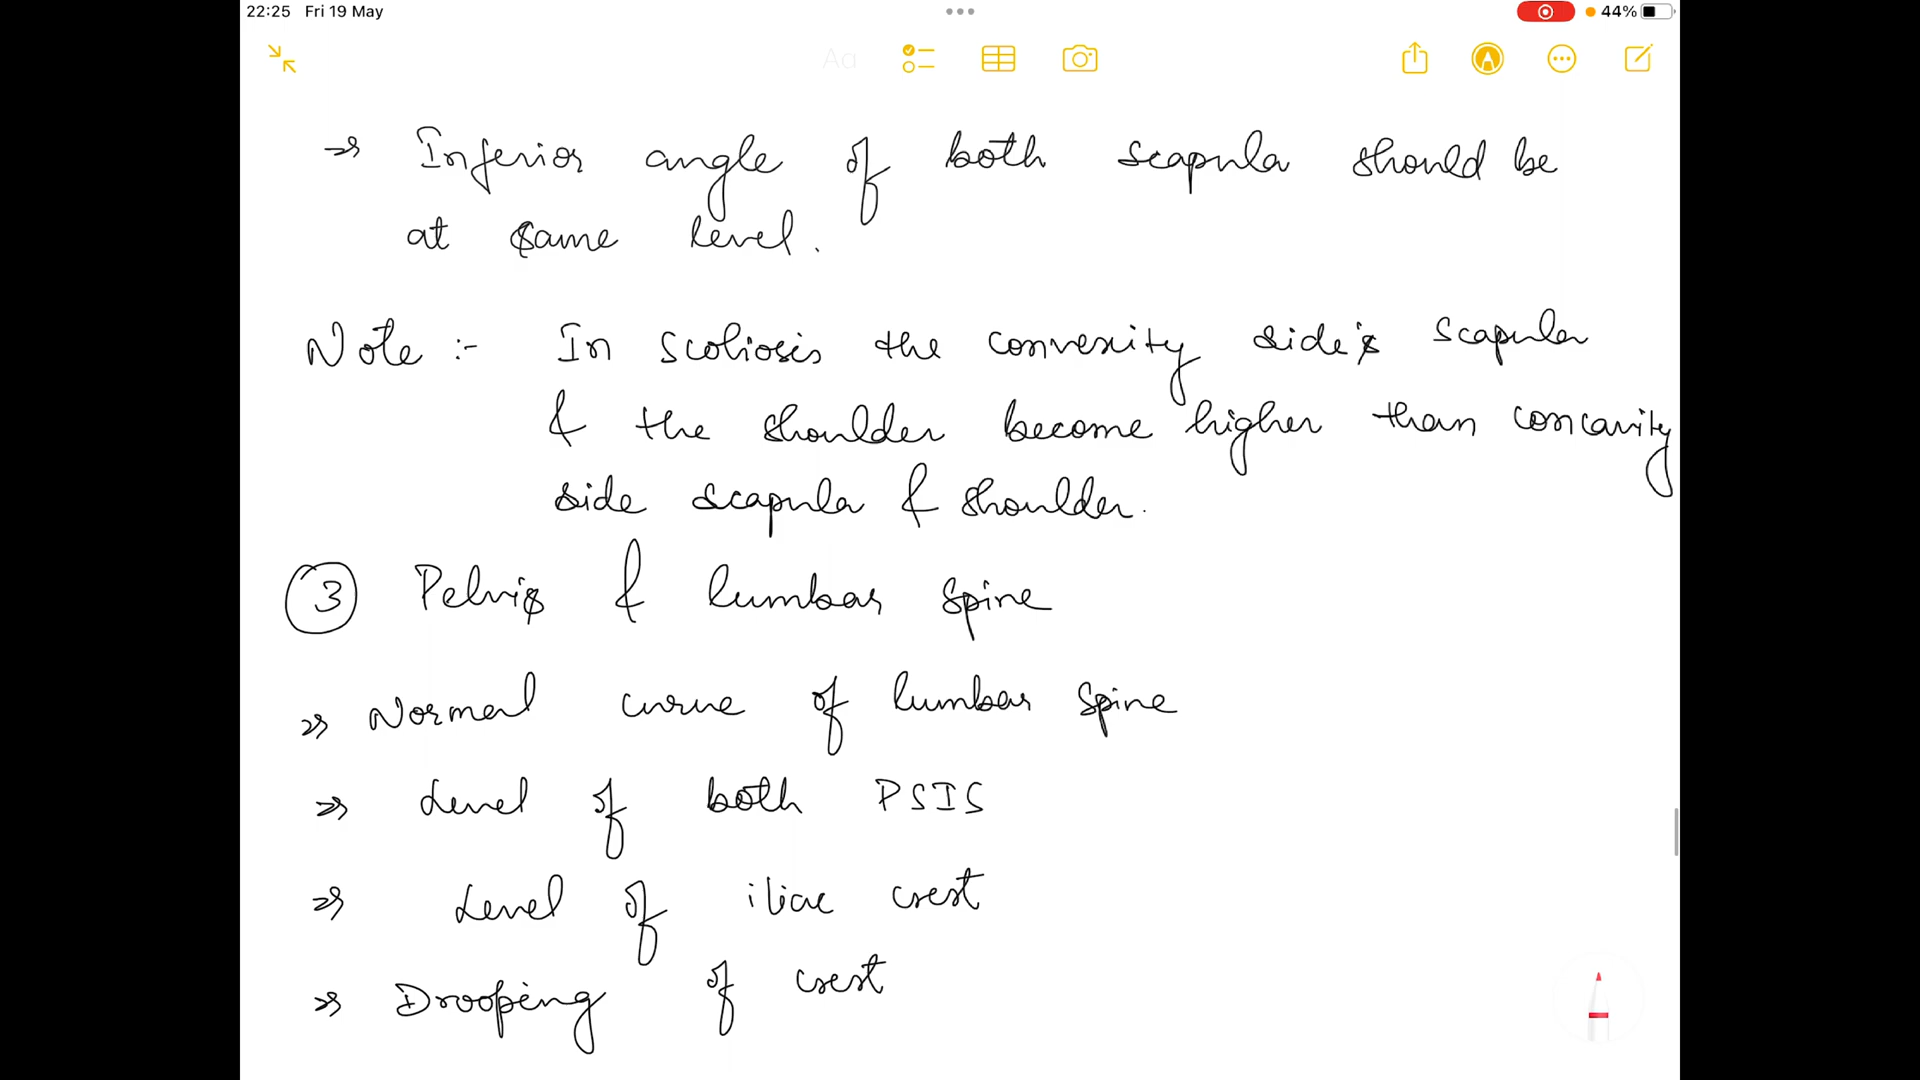 22:25 Fri 19 May
44%
Aa
⇒ Inferior angle of both scapula should be
at same level.
Note :- In scoliosis the convexity side's scapula
& the shoulder become higher than concavity
side scapula & shoulder.
③ Pelvis & lumbar spine
⇒ Normal curve of lumbar spine
⇒ Level of both PSIS
⇒ Level of iliac crest
⇒ Drooping of crest